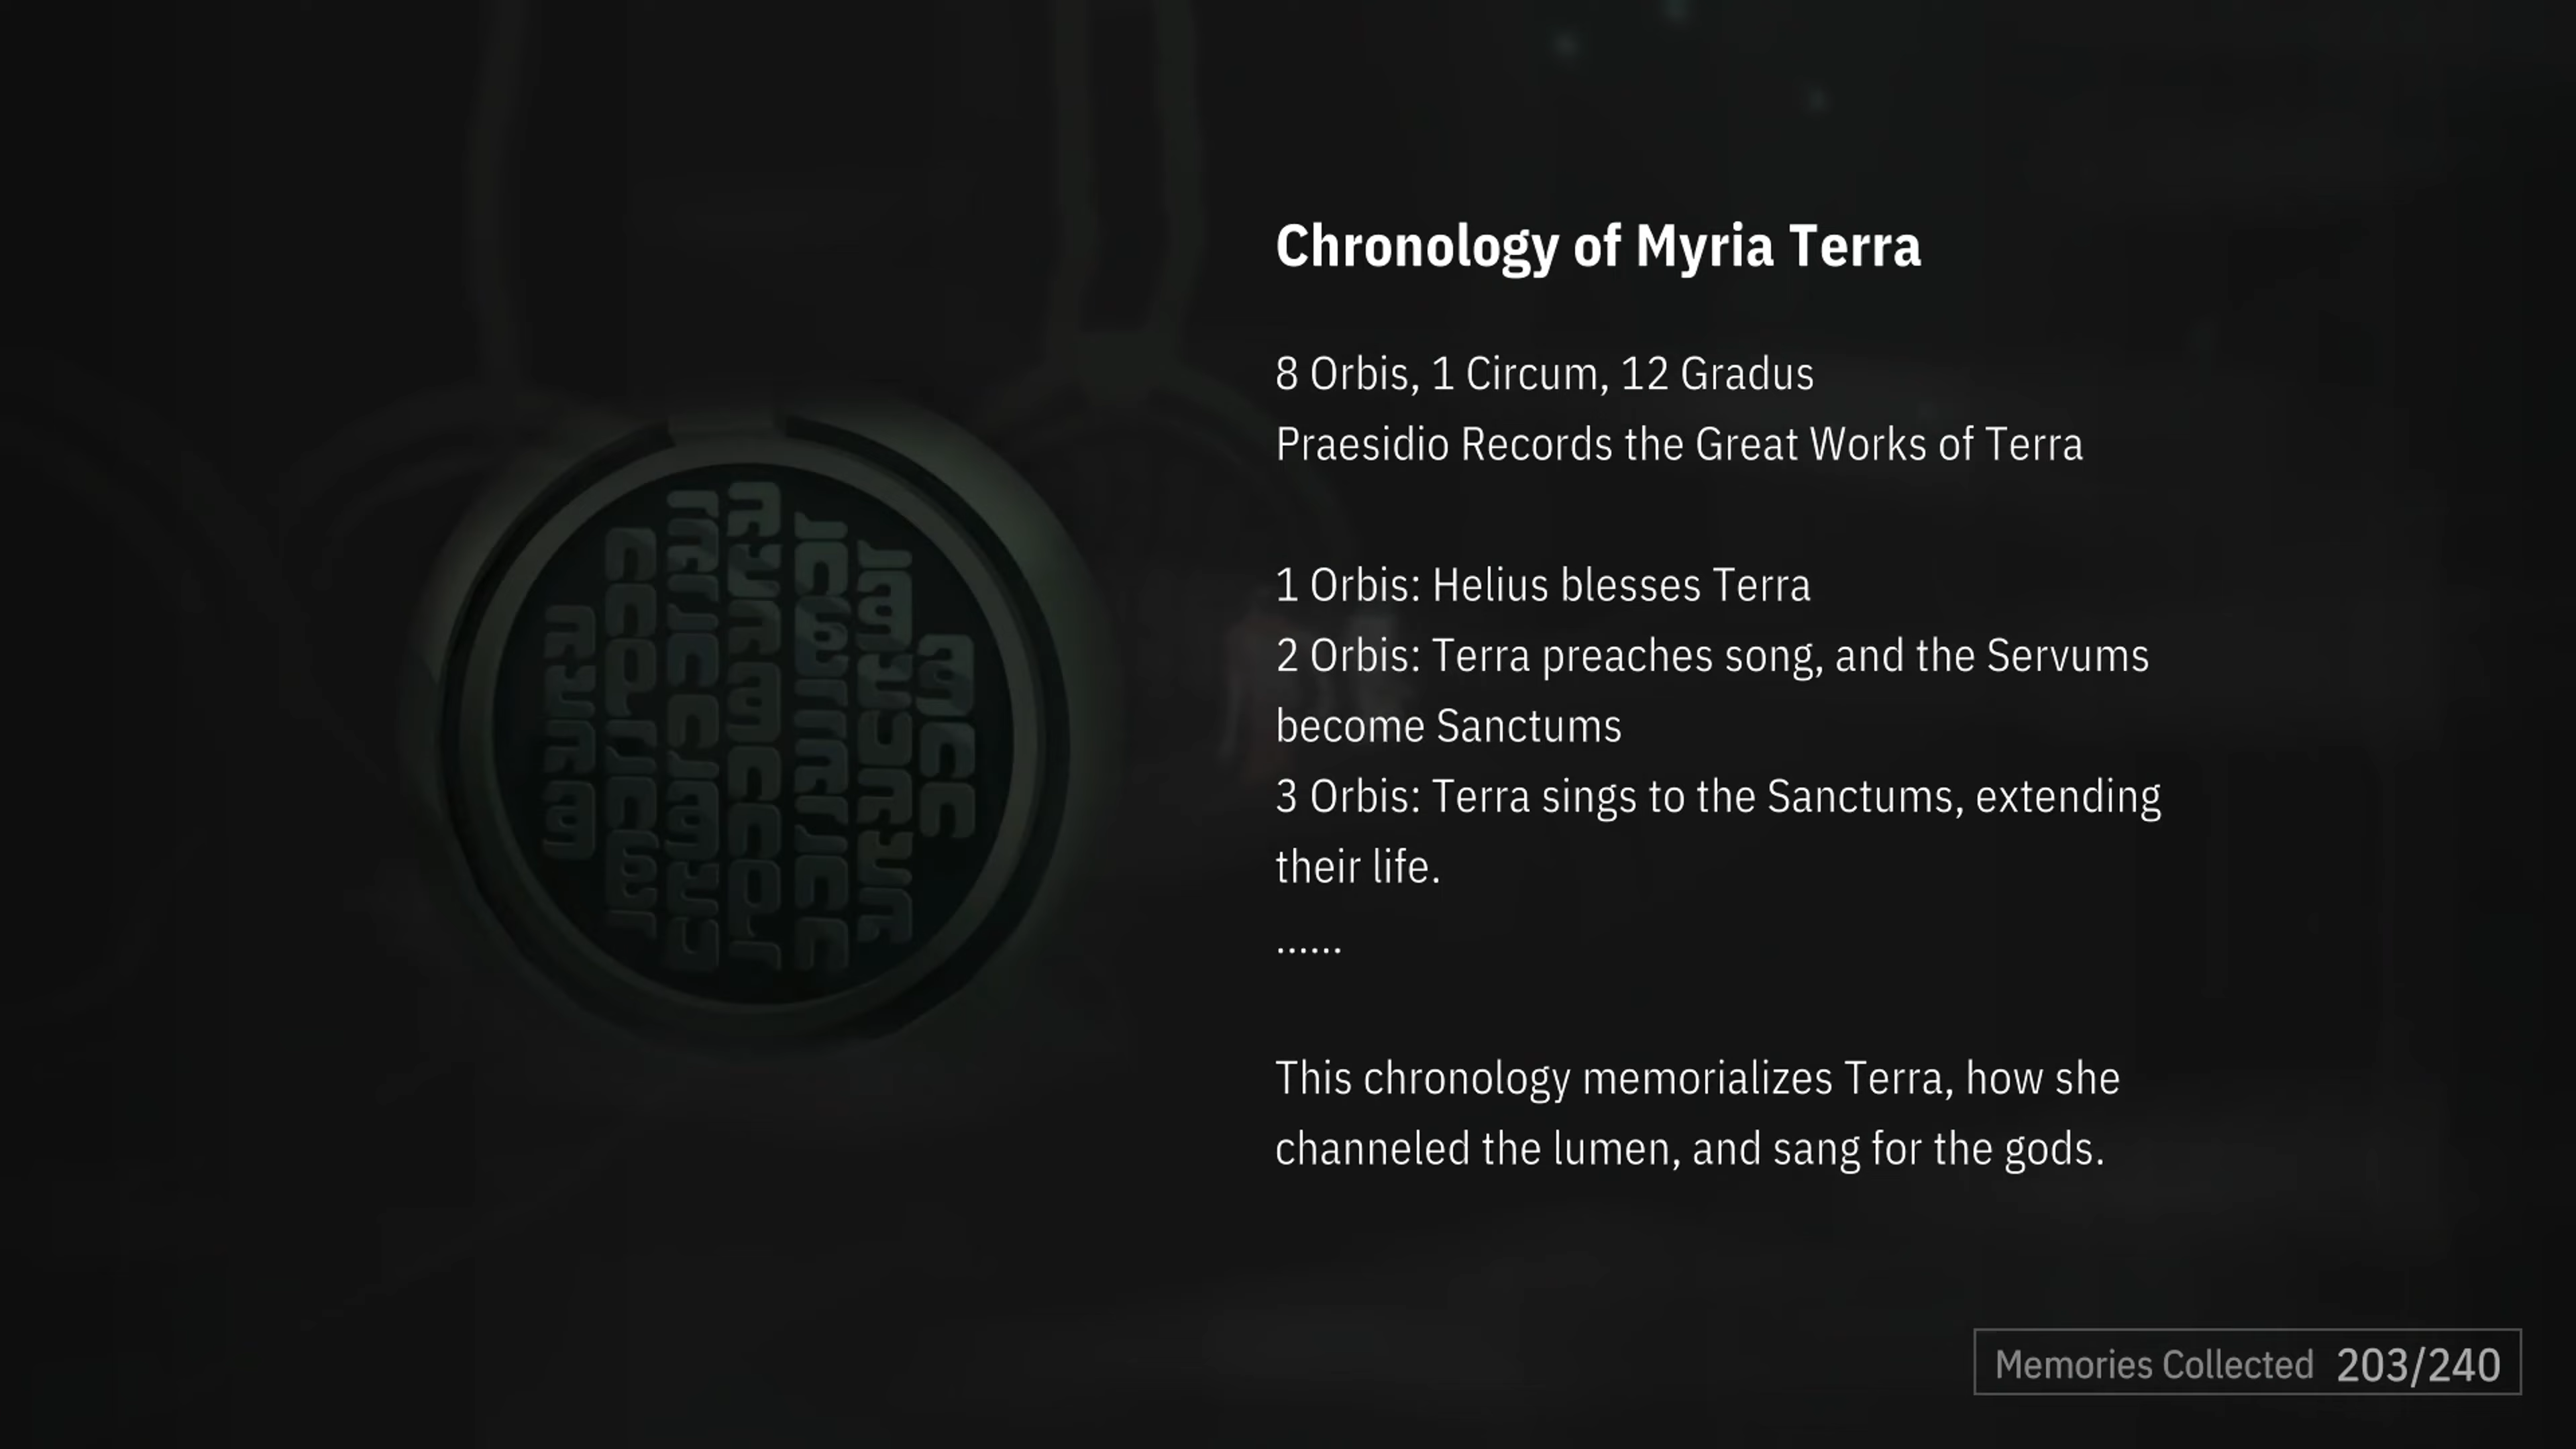 Chronology of Myria Terra
8 Orbis, 1 Circum, 12 Gradus
Praesidio Records the Great Works of Terra
1 Orbis: Helius blesses Terra
2 Orbis: Terra preaches song, and the Servums
become Sanctums
3 Orbis: Terra sings to the Sanctums, extending
their life.
......
This chronology memorializes Terra, how she
channeled the lumen, and sang for the gods.
Memories Collected 203/240